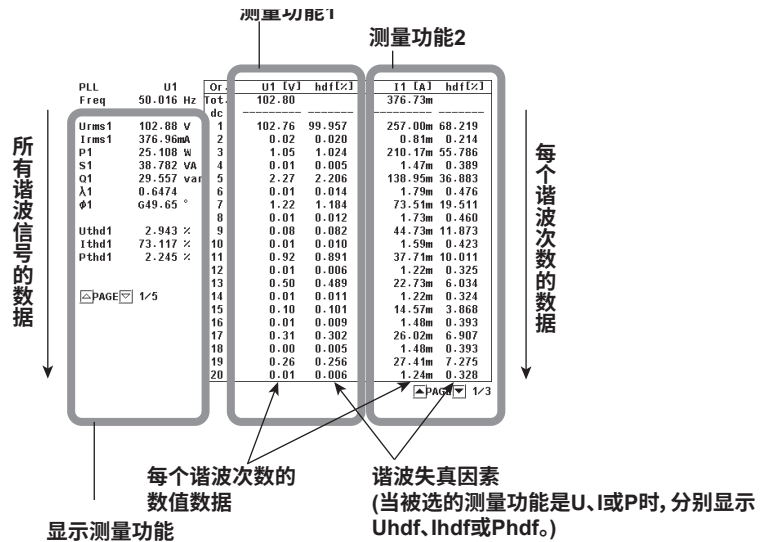 测量功能1
测量功能2
PLL U1 Or. U1 [V] hdf[%] I1 [A] hdf[%]
Freq 50.016 Hz Tot. 102.80 376.73m
dc -------- -------- -------- --------
Urms1 102.88 V 1 102.76 99.957 257.00m 68.219
Irms1 376.96mA 2 0.02 0.020 0.81m 0.214
P1 25.108 W 3 1.05 1.024 210.17m 55.786
S1 38.782 VA 4 0.01 0.005 1.47m 0.389
Q1 29.557 var 5 2.27 2.206 138.95m 36.883
λ1 0.6474 6 0.01 0.014 1.79m 0.476
Φ1 G49.65 ° 7 1.22 1.184 73.51m 19.511
8 0.01 0.012 1.73m 0.460
Uthd1 2.943 % 9 0.08 0.082 44.73m 11.873
Ithd1 73.117 % 10 0.01 0.010 1.59m 0.423
Pthd1 2.245 % 11 0.92 0.891 37.71m 10.011
12 0.01 0.006 1.22m 0.325
13 0.50 0.489 22.73m 6.034
△PAGE▽ 1/5 14 0.01 0.011 1.22m 0.324
15 0.10 0.101 14.57m 3.868
16 0.01 0.009 1.48m 0.393
17 0.31 0.302 26.02m 6.907
18 0.00 0.005 1.48m 0.393
19 0.26 0.256 27.41m 7.275
20 0.01 0.006 1.24m 0.328
▲PAGE▼ 1/3
所有谐波信号的数据
每个谐波次数的数据
每个谐波次数的
数值数据
谐波失真因素
(当被选的测量功能是U、I或P时，分别显示
Uhdf、Ihdf或Phdf。)
显示测量功能